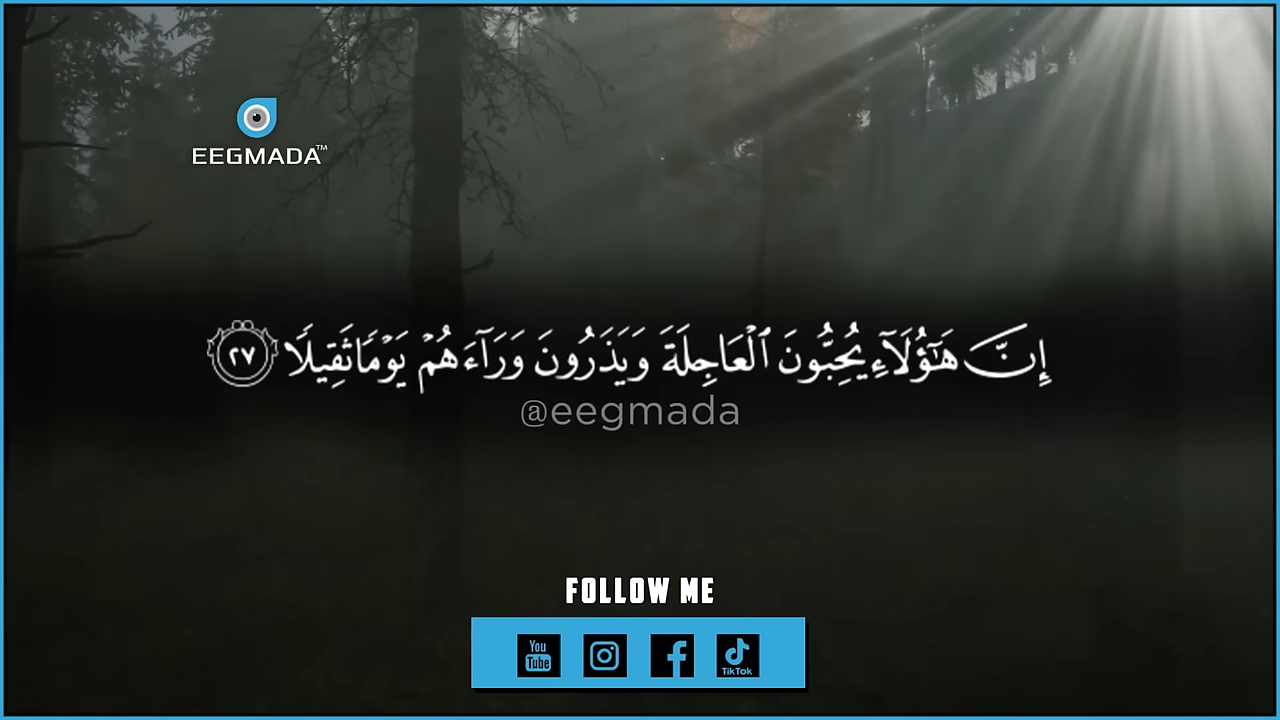 EEGMADA™
إِنَّ هَٰٓؤُلَآءِ يُحِبُّونَ ٱلْعَاجِلَةَ وَيَذَرُونَ وَرَآءَهُمْ يَوْمًا ثَقِيلًا ٢٧
@eegmada
FOLLOW ME
You Tube TikTok